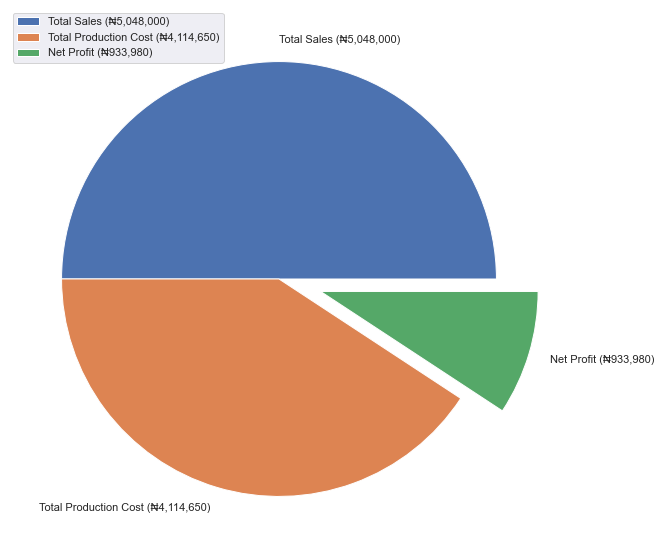 Total Sales (₦5,048,000)
Total Production Cost (₦4,114,650)
Net Profit (₦933,980)
Total Sales (₦5,048,000)
Net Profit (₦933,980)
Total Production Cost (₦4,114,650)